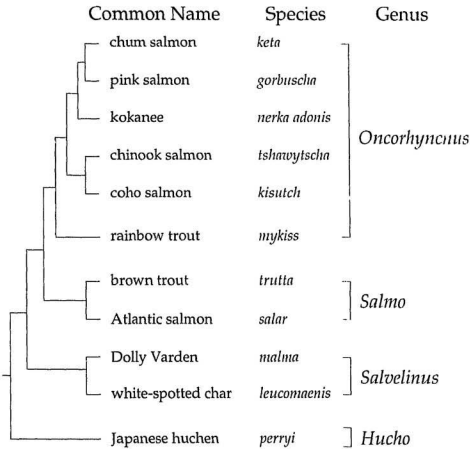 Common Name Species Genus
chum salmon keta
pink salmon gorbuscha
kokanee nerka adonis
Oncorhynchus
chinook salmon tshawytscha
coho salmon kisutch
rainbow trout mykiss
brown trout trutta
Salmo
Atlantic salmon salar
Dolly Varden malma
Salvelinus
white-spotted char leucomaenis
Japanese huchen perryi Hucho